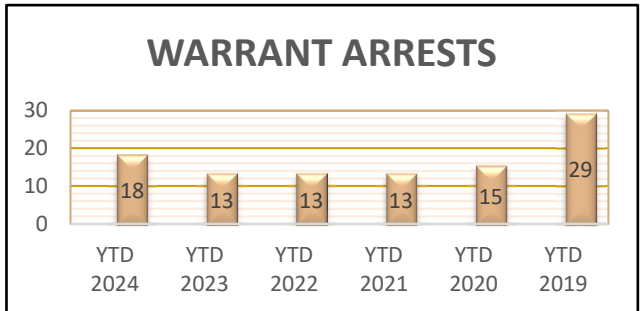 WARRANT ARRESTS
30
20
10
0
18
13
13
13
15
29
YTD 2024
YTD 2023
YTD 2022
YTD 2021
YTD 2020
YTD 2019